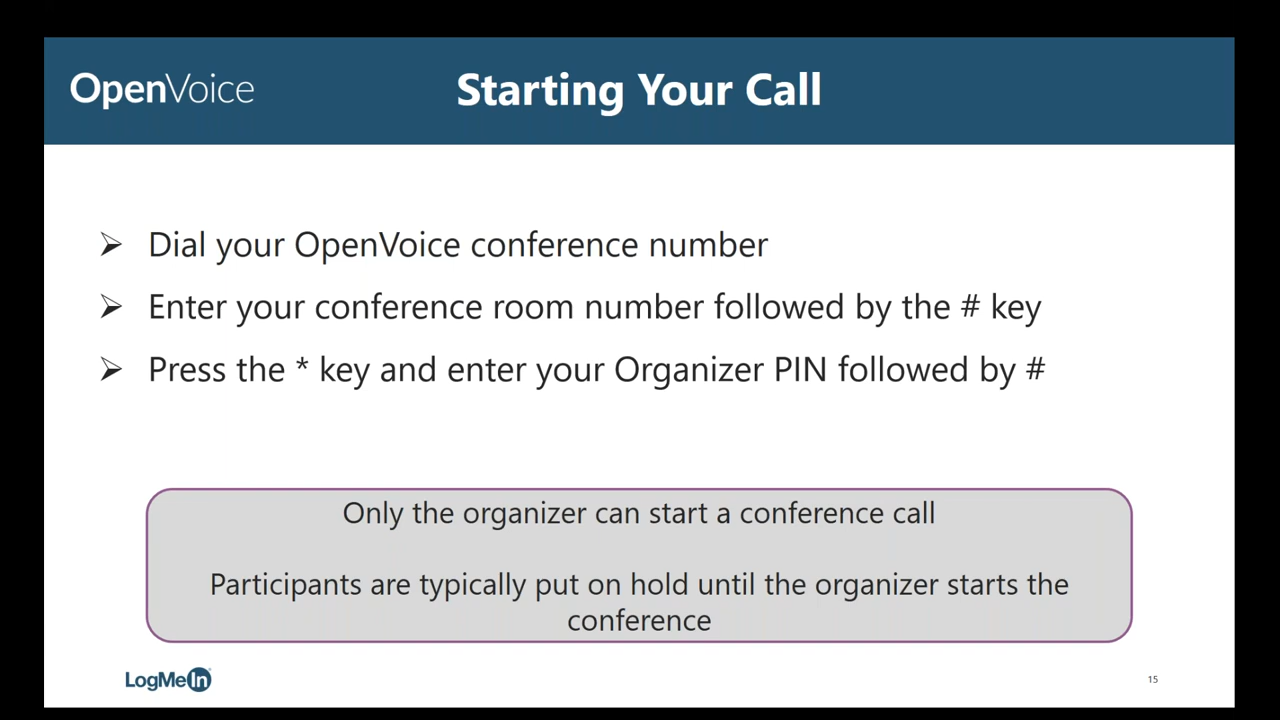 OpenVoice
Starting Your Call
➢ Dial your OpenVoice conference number
➢ Enter your conference room number followed by the # key
➢ Press the * key and enter your Organizer PIN followed by #
Only the organizer can start a conference call
Participants are typically put on hold until the organizer starts the
conference
LogMeIn
15